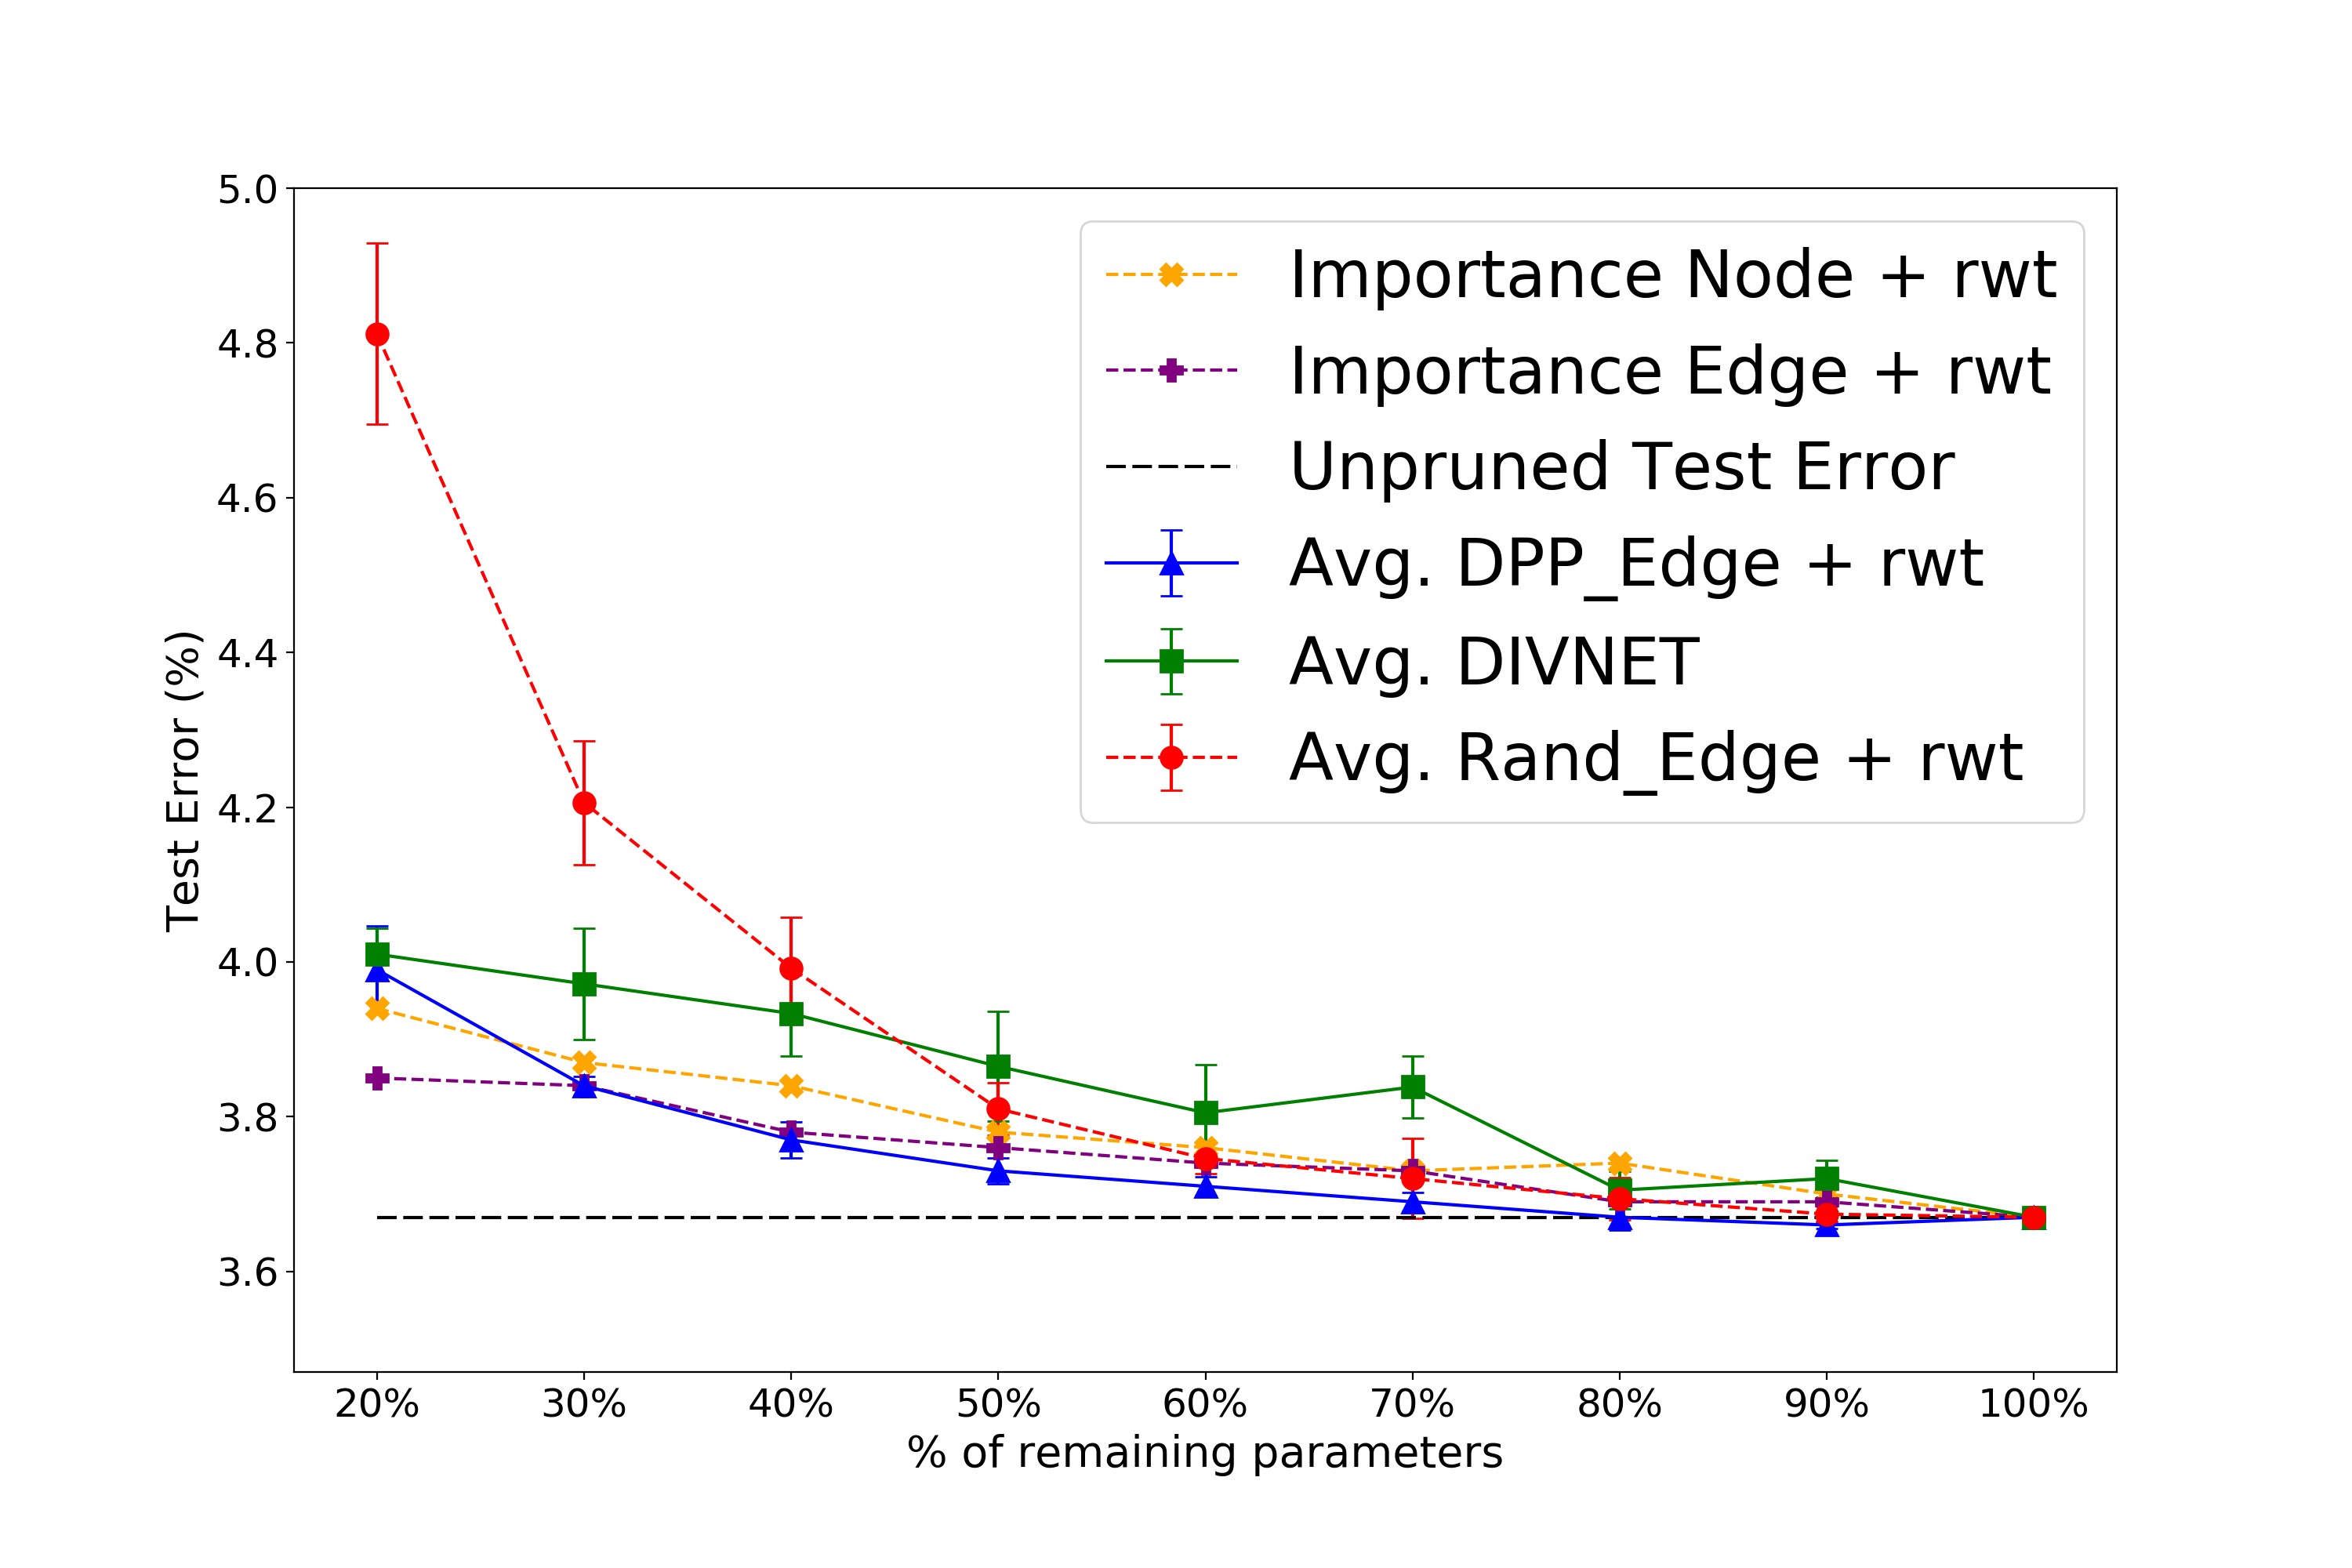 5.0
4.8
4.6
4.4
4.2
4.0
3.8
3.6
Test Error (%)
Importance Node + rwt
Importance Edge + rwt
Unpruned Test Error
Avg. DPP_Edge + rwt
Avg. DIVNET
Avg. Rand_Edge + rwt
20% 30% 40% 50% 60% 70% 80% 90% 100%
% of remaining parameters